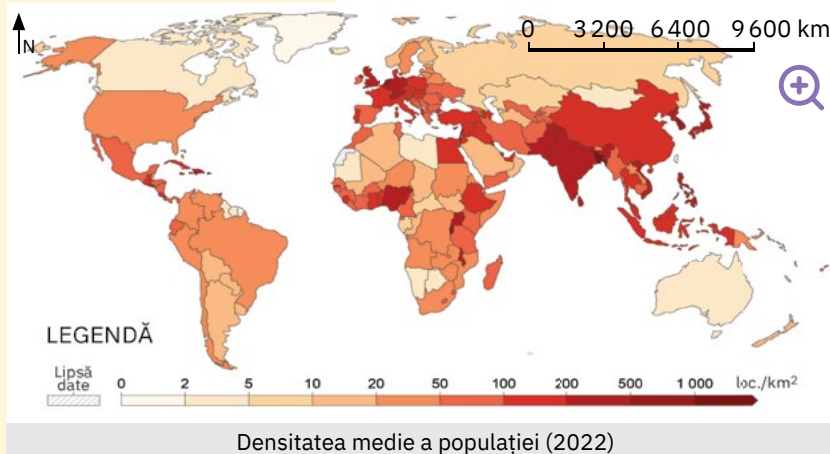 N
0 3 200 6 400 9 600 km
LEGENDĂ
Lipsă
date
0 2 5 10 20 50 100 200 500 1 000 loc./km²
Densitatea medie a populației (2022)